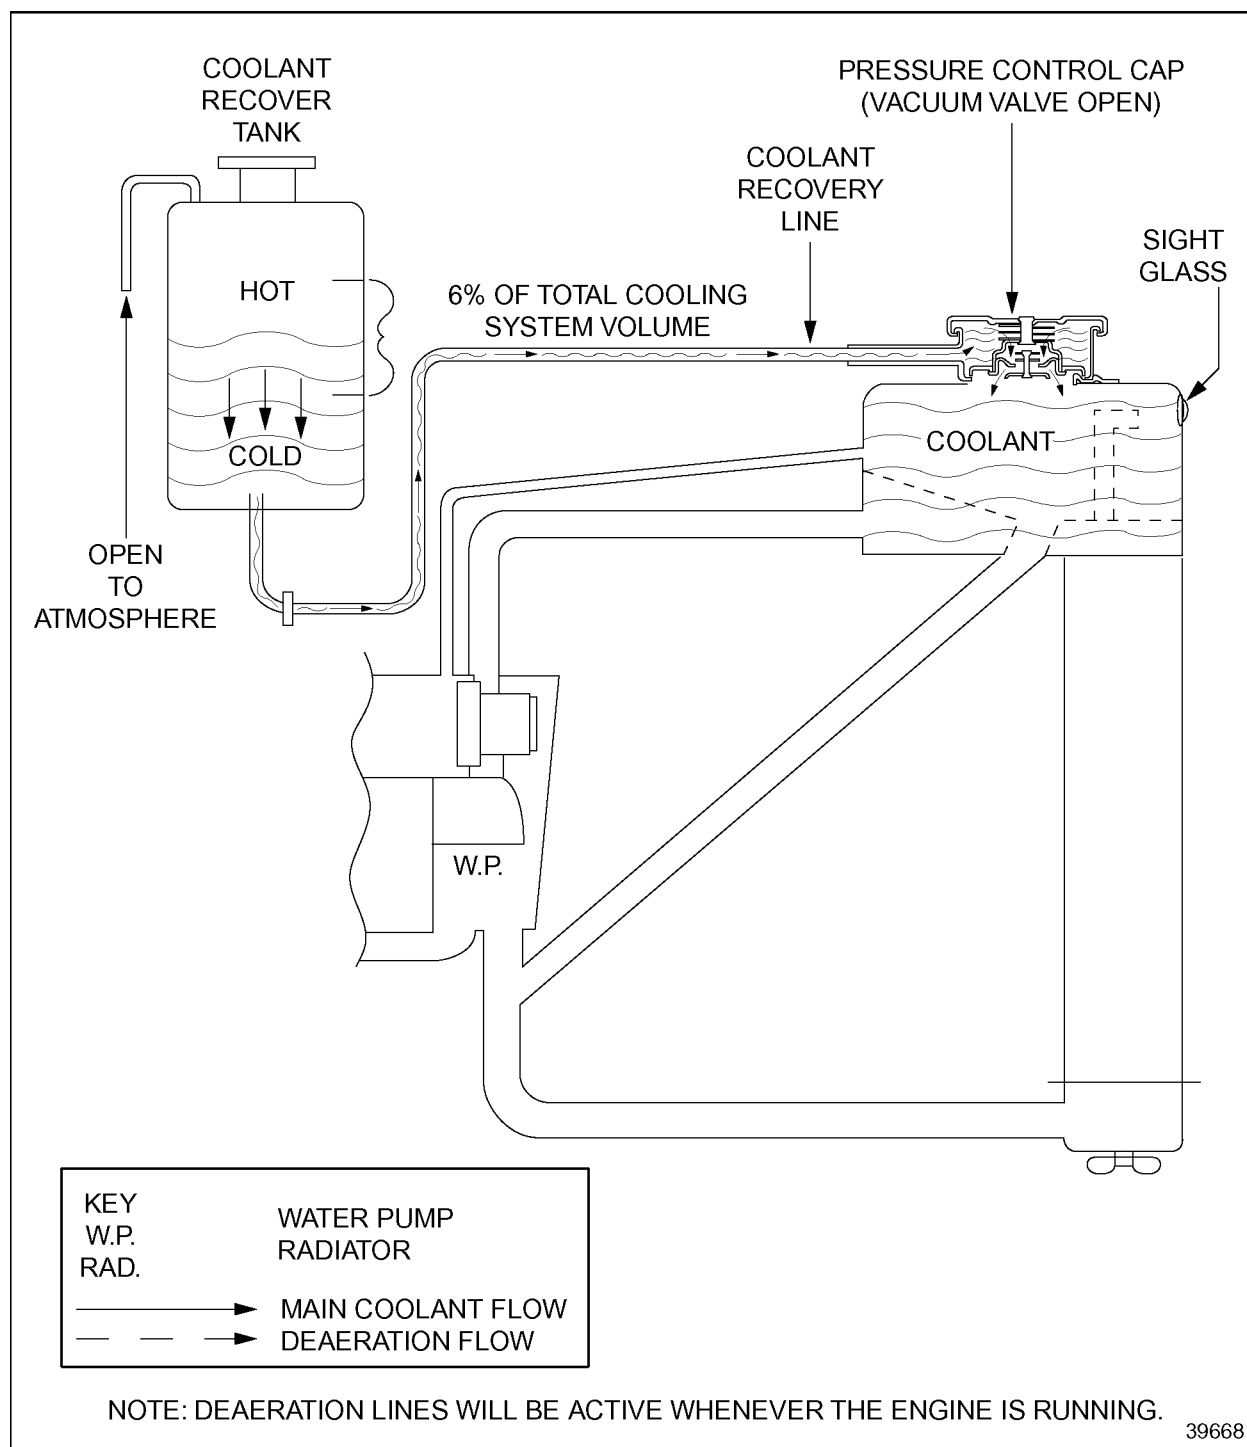 COOLANT
RECOVER
TANK
PRESSURE CONTROL CAP
(VACUUM VALVE OPEN)
COOLANT
RECOVERY
LINE
SIGHT
GLASS
HOT
6% OF TOTAL COOLING
SYSTEM VOLUME
COLD
COOLANT
OPEN
TO
ATMOSPHERE
W.P.
KEY
W.P. WATER PUMP
RAD. RADIATOR
MAIN COOLANT FLOW
DEAERATION FLOW
NOTE: DEAERATION LINES WILL BE ACTIVE WHENEVER THE ENGINE IS RUNNING.
39668